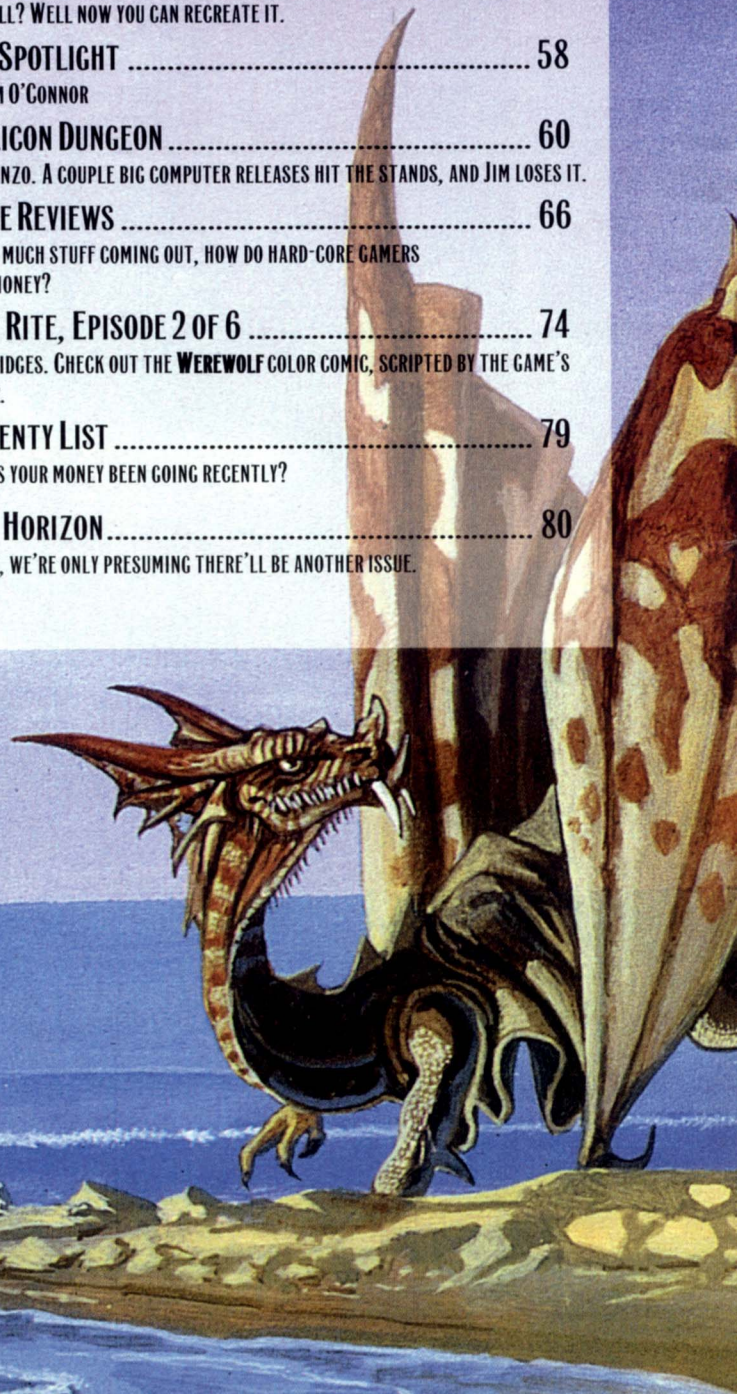 LL? WELL NOW YOU CAN RECREATE IT.
SPOTLIGHT ........ 58
M O'CONNOR
ICON DUNGEON ........ 60
NZO. A COUPLE BIG COMPUTER RELEASES HIT THE STANDS, AND JIM LOSES IT.
E REVIEWS ........ 66
MUCH STUFF COMING OUT, HOW DO HARD-CORE GAMERS
ONEY?
RITE, EPISODE 2 OF 6 ........ 74
IDGES. CHECK OUT THE WEREWOLF COLOR COMIC, SCRIPTED BY THE GAME'S
.
ENTY LIST ........ 79
S YOUR MONEY BEEN GOING RECENTLY?
HORIZON ........ 80
, WE'RE ONLY PRESUMING THERE'LL BE ANOTHER ISSUE.